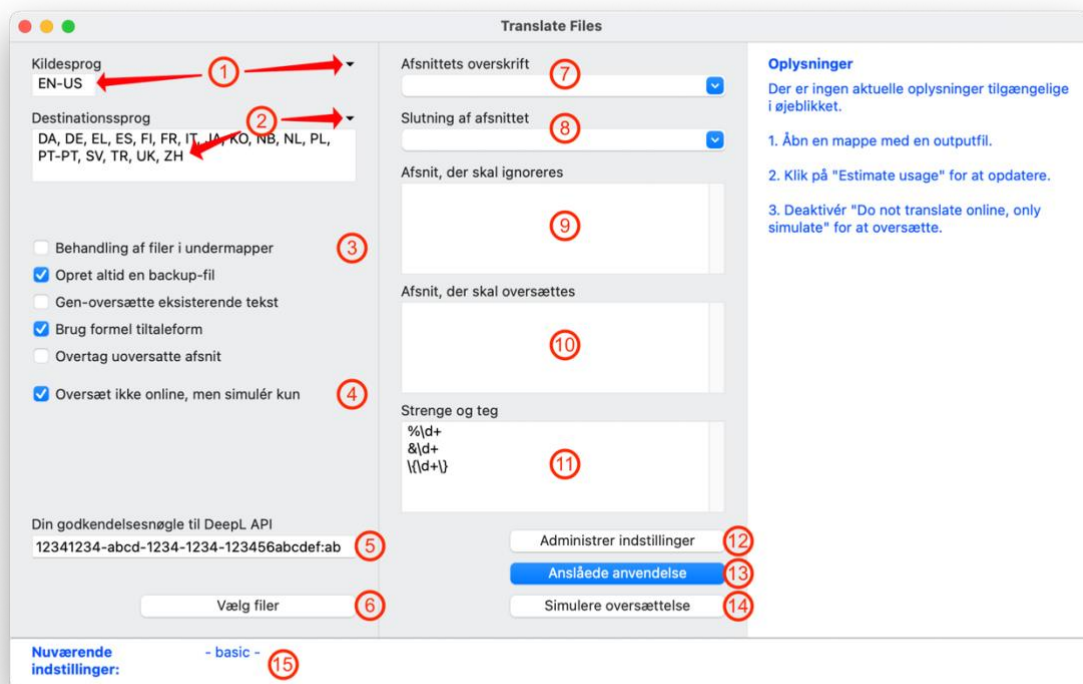 Translate Files
Kildesprog
1
EN-US
Destinationssprog
2
DA, DE, EL, ES, FI, FR, IT, JA, KO, NB, NL, PL,
PT-PT, SV, TR, UK, ZH
Behandling af filer i undermapper
3
Opret altid en backup-fil
Gen-oversætte eksisterende tekst
Brug formel tiltaleform
Overtag uoversatte afsnit
Oversæt ikke online, men simulér kun
4
Din godkendelsesnøgle til DeepL API
12341234-abcd-1234-1234-123456abcdef:ab
5
Vælg filer
6
Afsnittets overskrift
7
Slutning af afsnittet
8
Afsnit, der skal ignoreres
9
Afsnit, der skal oversættes
10
Strenge og tegn
%\d+
&\d+
\{\d+\}
11
Administrer indstillinger
12
Anslåede anvendelse
13
Simulere oversættelse
14
Oplysninger
Der er ingen aktuelle oplysninger tilgængelige
i øjeblikket.
1. Åbn en mappe med en outputfil.
2. Klik på "Estimate usage" for at opdatere.
3. Deaktivér "Do not translate online, only
simulate" for at oversætte.
Nuværende
indstillinger:
- basic -
15